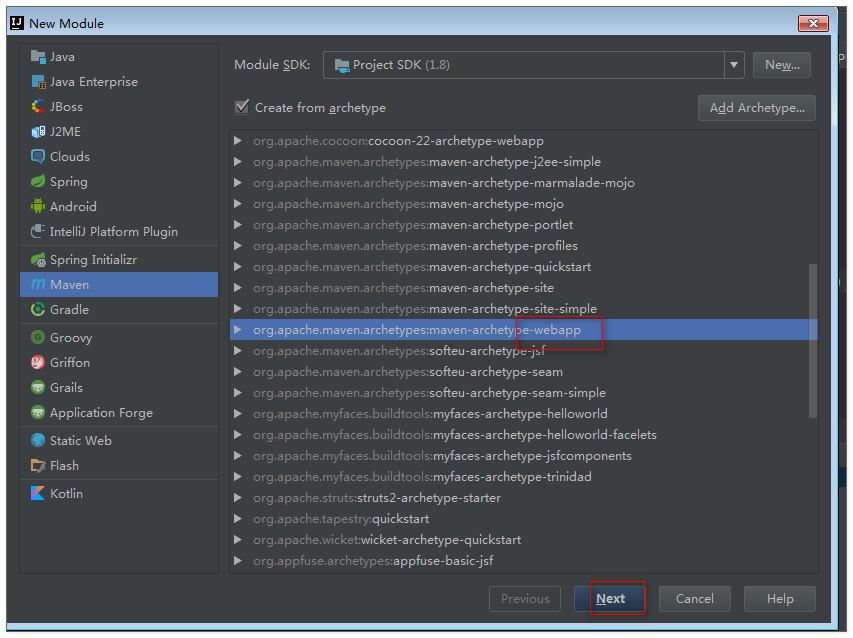 New Module
Java
Java Enterprise
JBoss
J2ME
Clouds
Spring
Android
IntelliJ Platform Plugin
Spring Initializr
Maven
Gradle
Groovy
Griffon
Grails
Application Forge
Static Web
Flash
Kotlin
Module SDK: Project SDK (1.8) New...
Create from archetype Add Archetype...
org.apache.cocoon:cocoon-22-archetype-webapp
org.apache.maven.archetypes:maven-archetype-j2ee-simple
org.apache.maven.archetypes:maven-archetype-marmalade-mojo
org.apache.maven.archetypes:maven-archetype-mojo
org.apache.maven.archetypes:maven-archetype-portlet
org.apache.maven.archetypes:maven-archetype-profiles
org.apache.maven.archetypes:maven-archetype-quickstart
org.apache.maven.archetypes:maven-archetype-site
org.apache.maven.archetypes:maven-archetype-site-simple
org.apache.maven.archetypes:maven-archetype-webapp
org.apache.maven.archetypes:softeu-archetype-jsf
org.apache.maven.archetypes:softeu-archetype-seam
org.apache.maven.archetypes:softeu-archetype-seam-simple
org.apache.myfaces.buildtools:myfaces-archetype-helloworld
org.apache.myfaces.buildtools:myfaces-archetype-helloworld-facelets
org.apache.myfaces.buildtools:myfaces-archetype-jsfcomponents
org.apache.myfaces.buildtools:myfaces-archetype-trinidad
org.apache.struts:struts2-archetype-starter
org.apache.tapestry:quickstart
org.apache.wicket:wicket-archetype-quickstart
org.appfuse.archetypes:appfuse-basic-jsf
Previous Next Cancel Help